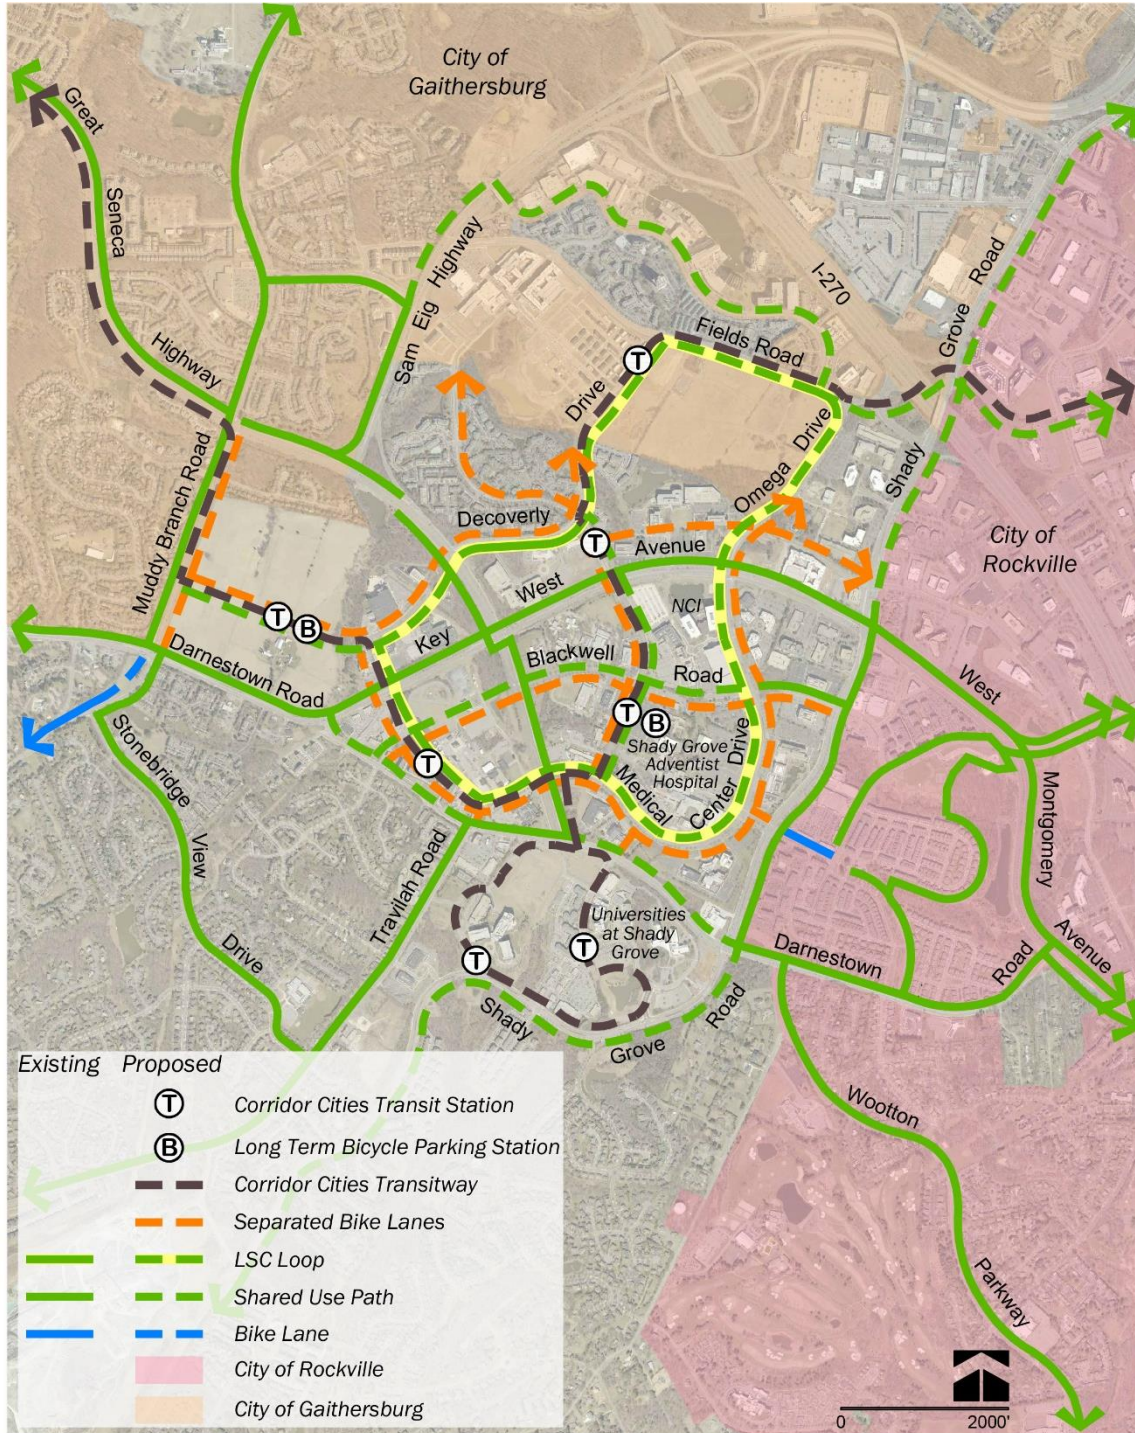 City of
Gaithersburg
Great
Seneca
Highway
Sam Eig Highway
I-270
Fields Road
Grove Road
Shady
Drive
Omega Drive
Decoverly
Muddy Branch Road
City of
Rockville
T
T
Avenue
West
NCI
Key
T
B
Blackwell
Road
Darnestown Road
West
T
B
Shady Grove
Adventist
Hospital
Medical
Center Drive
T
Stonebridge
View
Drive
Montgomery
Avenue
Travilah Road
Universities
at Shady
Grove
T
T
Darnestown
Road
Shady
Grove
Road
Wootton
Parkway
Existing Proposed
T Corridor Cities Transit Station
B Long Term Bicycle Parking Station
Corridor Cities Transitway
Separated Bike Lanes
LSC Loop
Shared Use Path
Bike Lane
City of Rockville
City of Gaithersburg
0 2000'